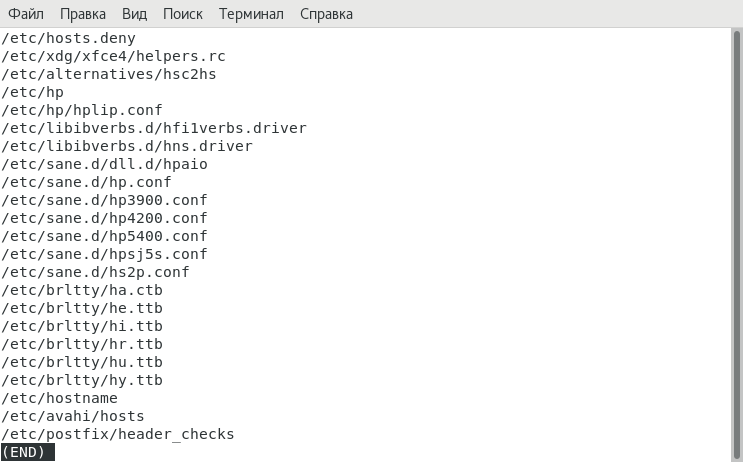 Файл Правка Вид Поиск Терминал Справка
/etc/hosts.deny
/etc/xdg/xfce4/helpers.rc
/etc/alternatives/hsc2hs
/etc/hp
/etc/hp/hplip.conf
/etc/libibverbs.d/hfi1verbs.driver
/etc/libibverbs.d/hns.driver
/etc/sane.d/dll.d/hpaio
/etc/sane.d/hp.conf
/etc/sane.d/hp3900.conf
/etc/sane.d/hp4200.conf
/etc/sane.d/hp5400.conf
/etc/sane.d/hpsj5s.conf
/etc/sane.d/hs2p.conf
/etc/brltty/ha.ctb
/etc/brltty/he.ttb
/etc/brltty/hi.ttb
/etc/brltty/hr.ttb
/etc/brltty/hu.ttb
/etc/brltty/hy.ttb
/etc/hostname
/etc/avahi/hosts
/etc/postfix/header_checks
(END)